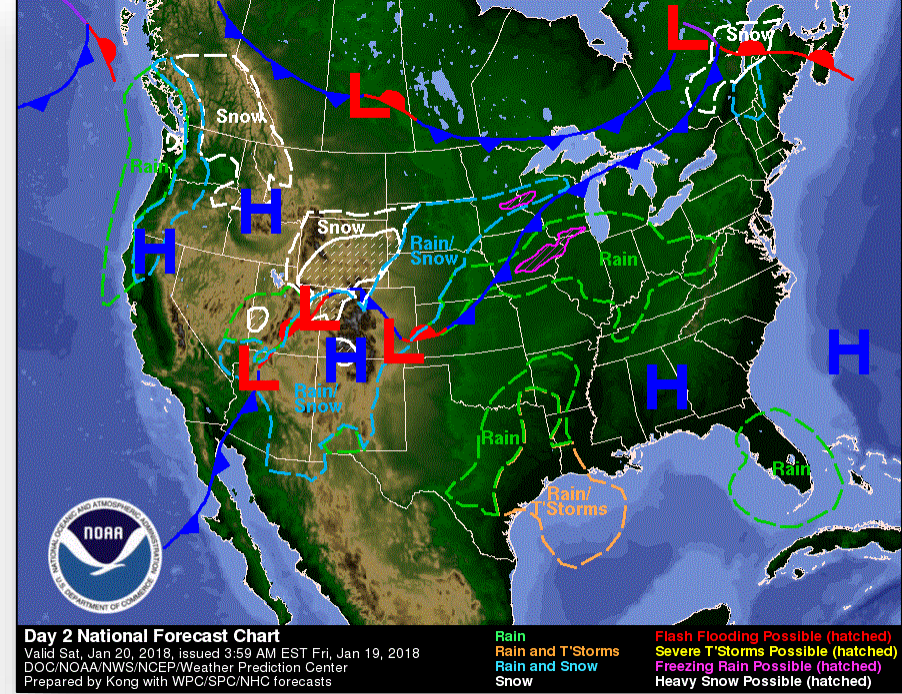 L
Snow
L
Snow
Rain
H
H
Snow
Rain/
Snow
Rain
L
L
H
L
Rain/
Snow
H
H
Rain
Rain
Rain/
T'Storms
NATIONAL OCEANIC AND ATMOSPHERIC ADMINISTRATION
NOAA
U.S. DEPARTMENT OF COMMERCE
Day 2 National Forecast Chart
Valid Sat, Jan 20, 2018, issued 3:59 AM EST Fri, Jan 19, 2018
DOC/NOAA/NWS/NCEP/Weather Prediction Center
Prepared by Kong with WPC/SPC/NHC forecasts
Rain
Rain and T'Storms
Rain and Snow
Snow
Flash Flooding Possible (hatched)
Severe T'Storms Possible (hatched)
Freezing Rain Possible (hatched)
Heavy Snow Possible (hatched)